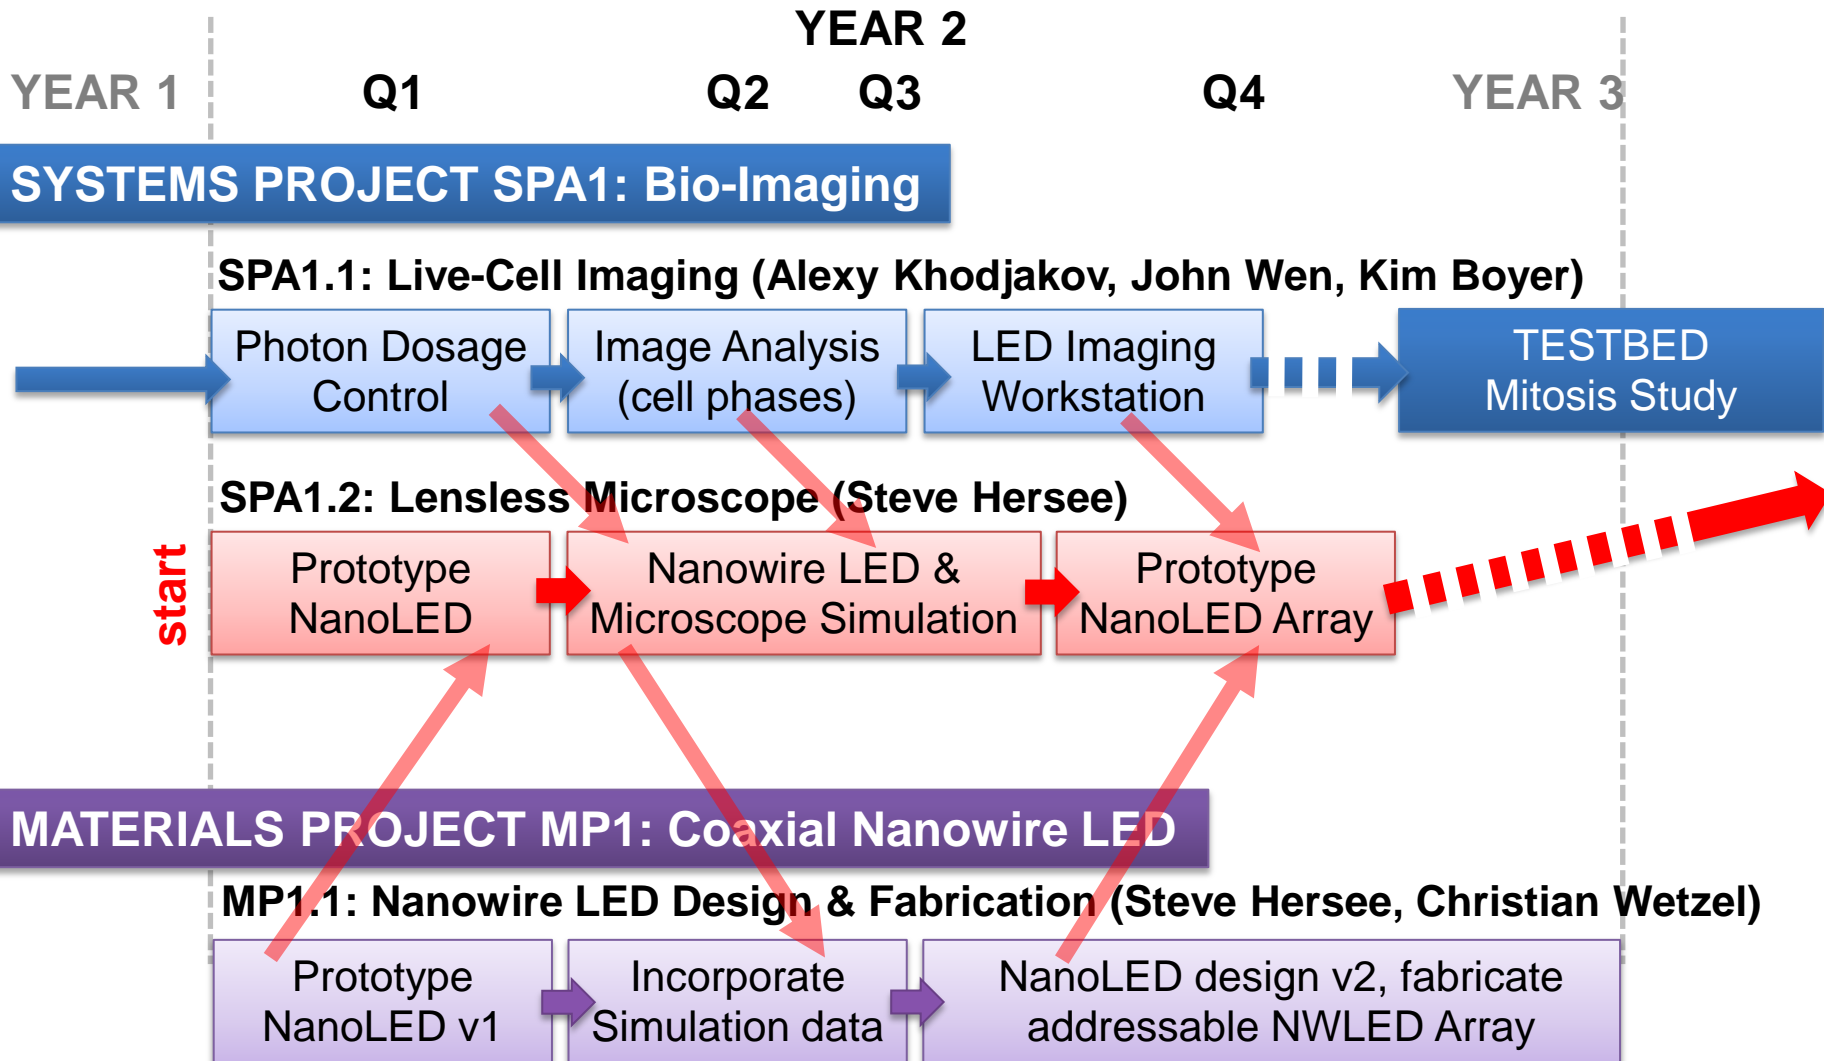 YEAR 2
YEAR 1
Q1
Q2
Q3
Q4
YEAR 3
SYSTEMS PROJECT SPA1: Bio-Imaging
SPA1.1: Live-Cell Imaging (Alexy Khodjakov, John Wen, Kim Boyer)
Photon Dosage
Control
Image Analysis
(cell phases)
LED Imaging
Workstation
TESTBED
Mitosis Study
SPA1.2: Lensless Microscope (Steve Hersee)
start
Prototype
NanoLED
Nanowire LED &
Microscope Simulation
Prototype
NanoLED Array
MATERIALS PROJECT MP1: Coaxial Nanowire LED
MP1.1: Nanowire LED Design & Fabrication (Steve Hersee, Christian Wetzel)
Prototype
NanoLED v1
Incorporate
Simulation data
NanoLED design v2, fabricate
addressable NWLED Array